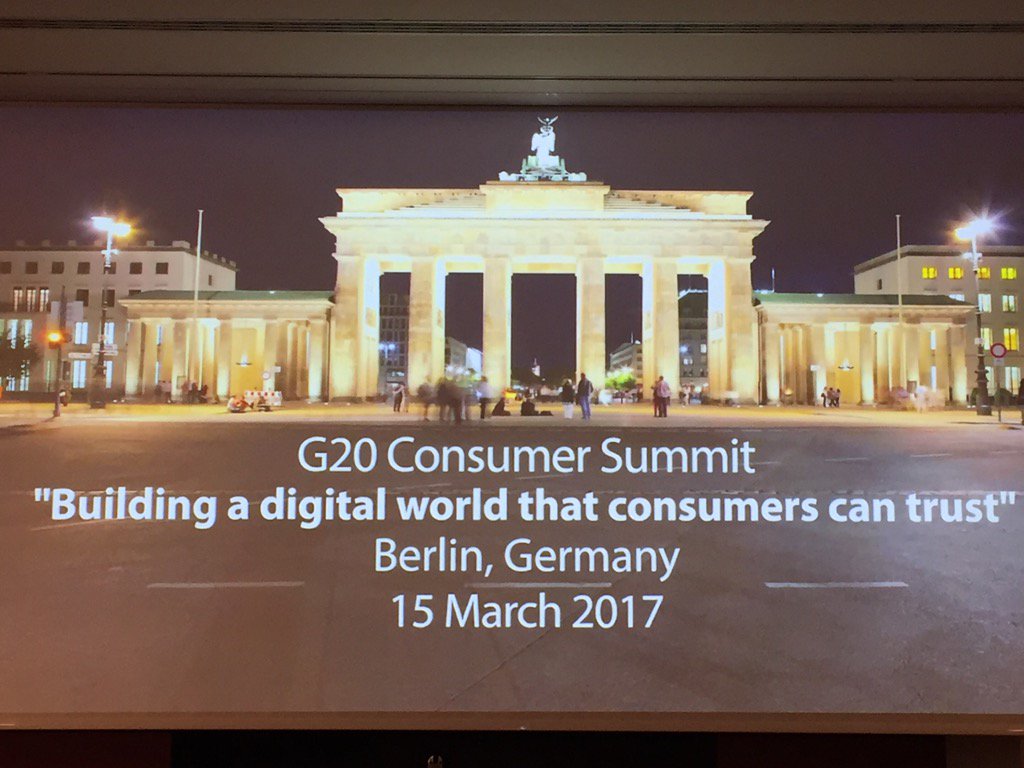 G20 Consumer Summit
"Building a digital world that consumers can trust"
Berlin, Germany
15 March 2017